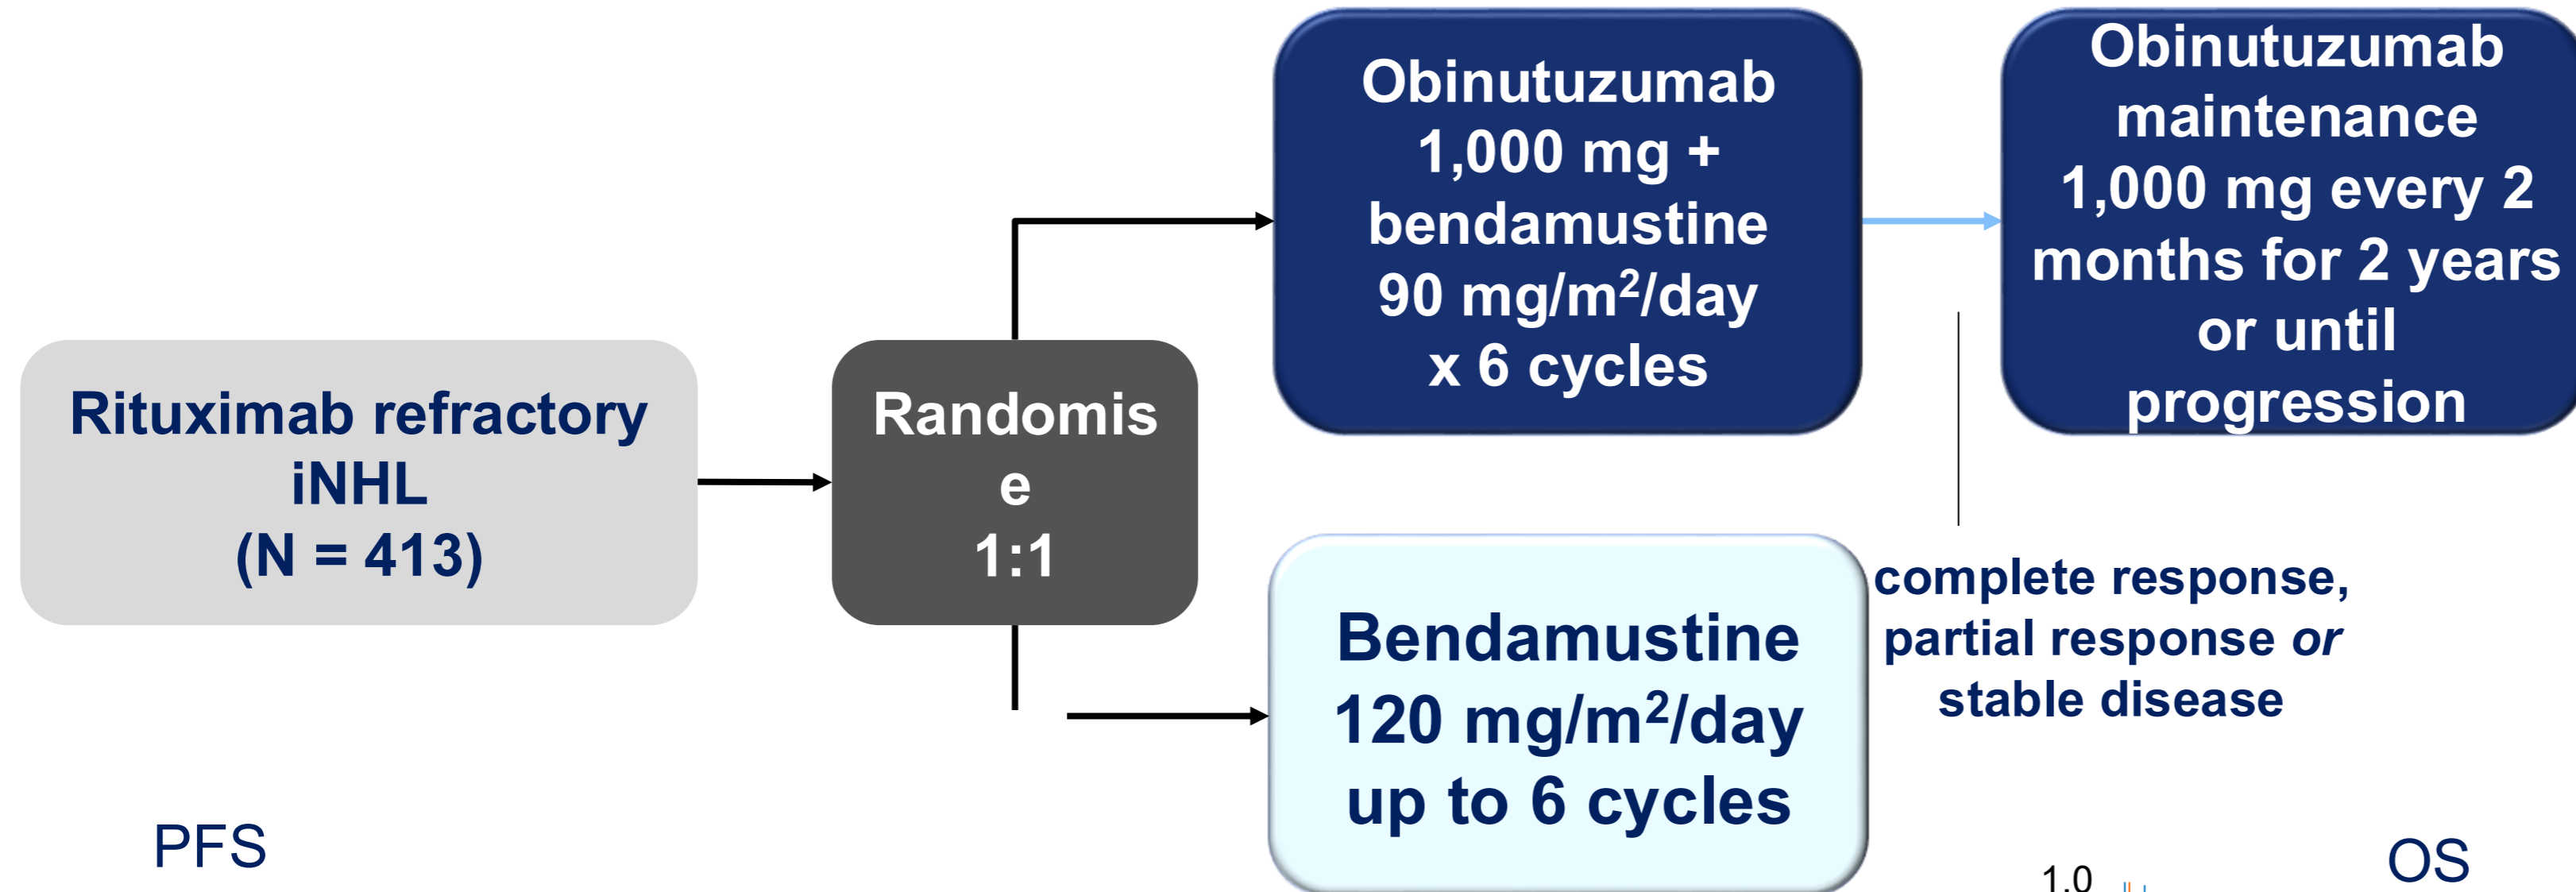 Rituximab refractory
iNHL
(N = 413)
Randomis
e
1:1
Obinutuzumab
1,000 mg +
bendamustine
90 mg/m²/day
x 6 cycles
Obinutuzumab
maintenance
1,000 mg every 2
months for 2 years
or until
progression
Bendamustine
120 mg/m²/day
up to 6 cycles
complete response,
partial response or
stable disease
PFS
OS
1.0